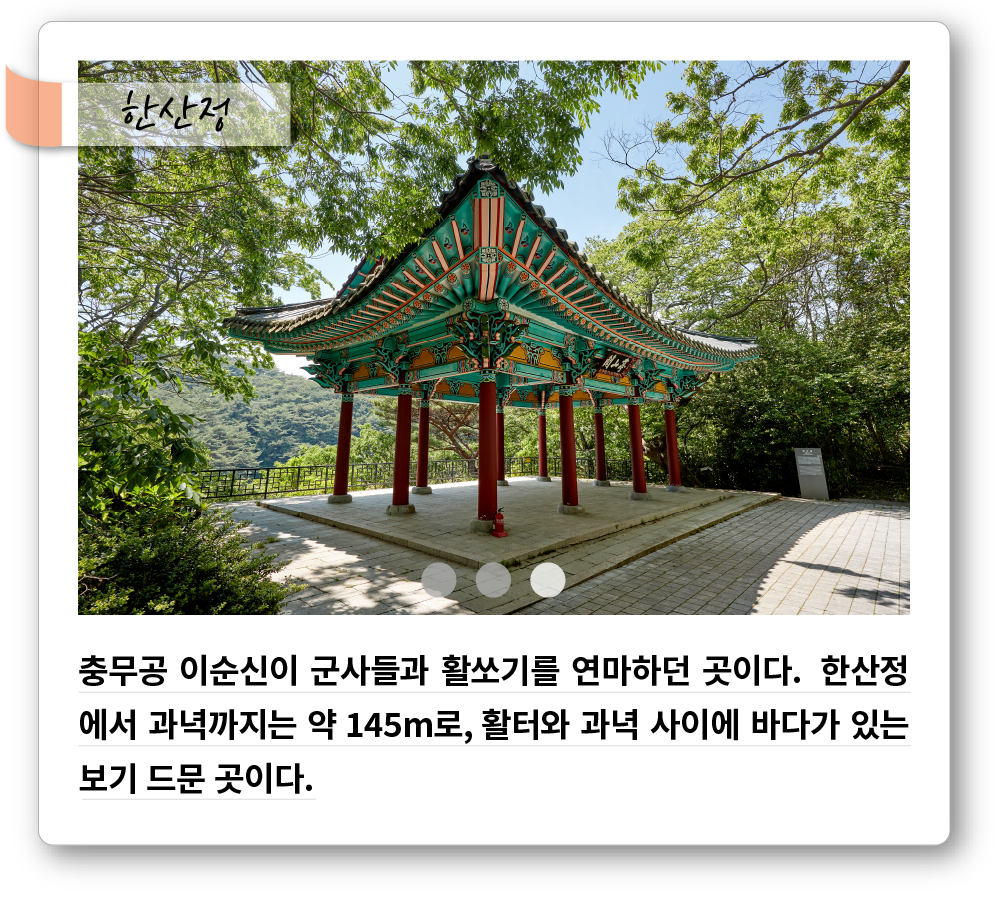 한산정
충무공 이순신이 군사들과 활쏘기를 연마하던 곳이다. 한산정
에서 과녁까지는 약 145m로, 활터와 과녁 사이에 바다가 있는
보기 드문 곳이다.